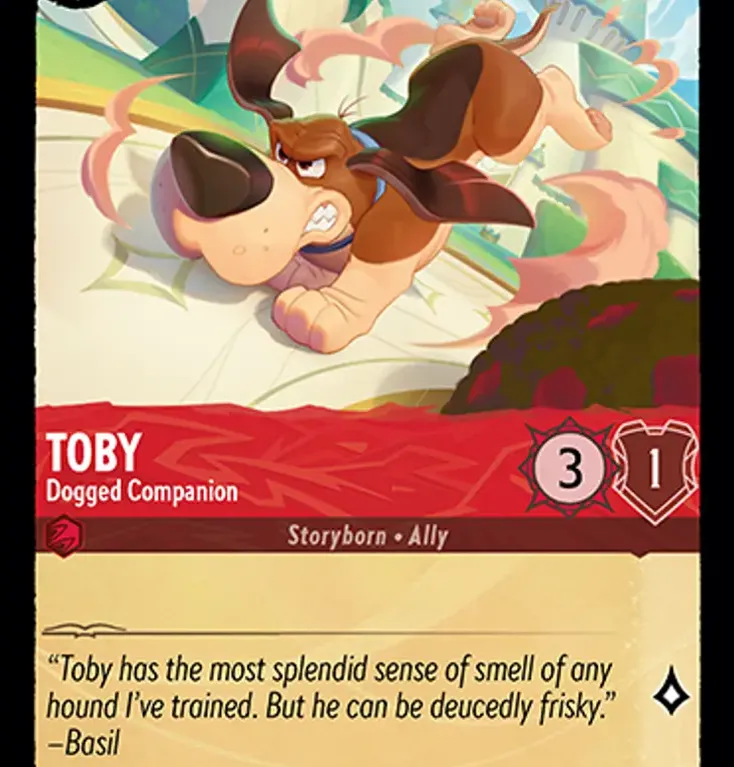 TOBY
3
1
Dogged Companion
Storyborn • Ally
“Toby has the most splendid sense of smell of any
hound I’ve trained. But he can be deucedly frisky.”
–Basil